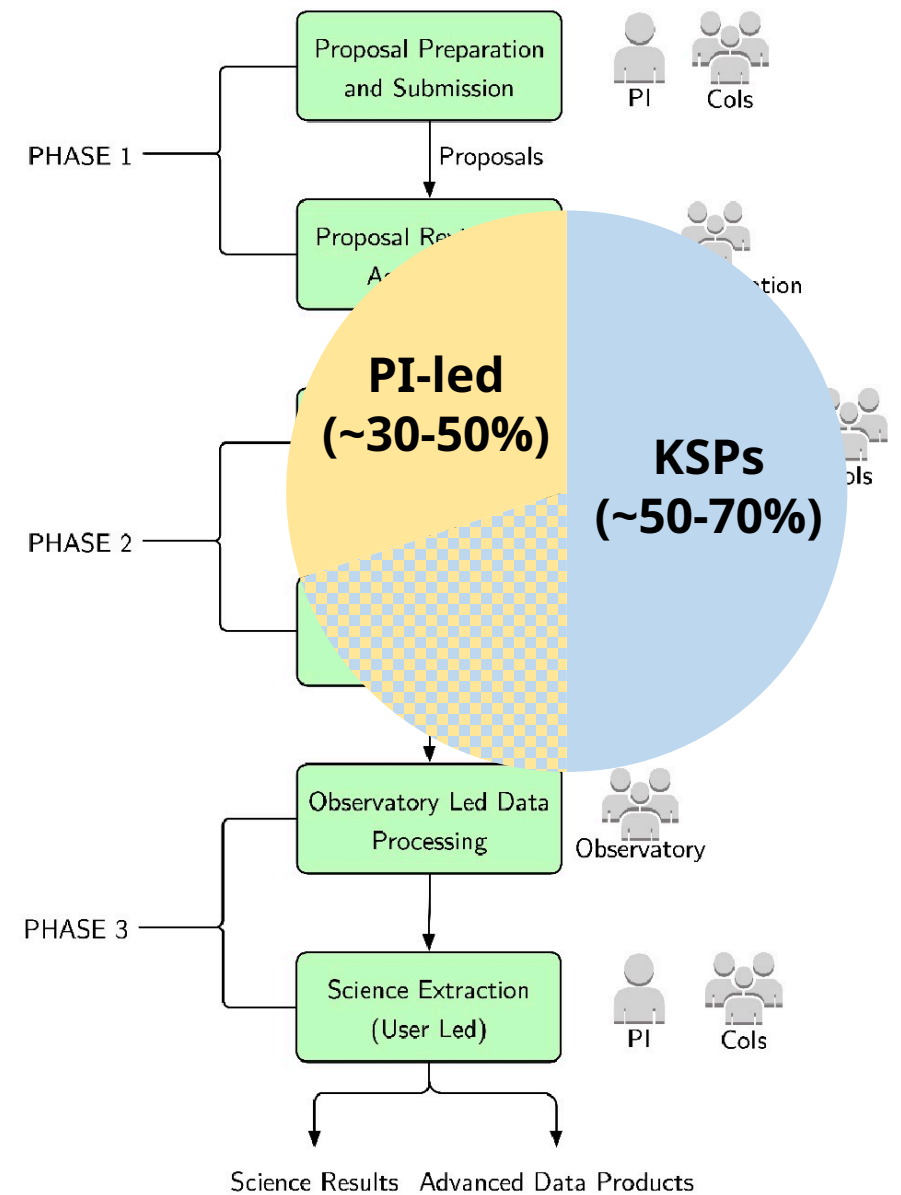 Proposal Preparation
and Submission
PI
CoIs
PHASE 1
Proposals
Proposal
PI-led
(~30-50%)
KSPs
(~50-70%)
PHASE 2
Observatory Led Data
Processing
Observatory
PHASE 3
Science Extraction
(User Led)
PI
CoIs
Science Results
Advanced Data Products